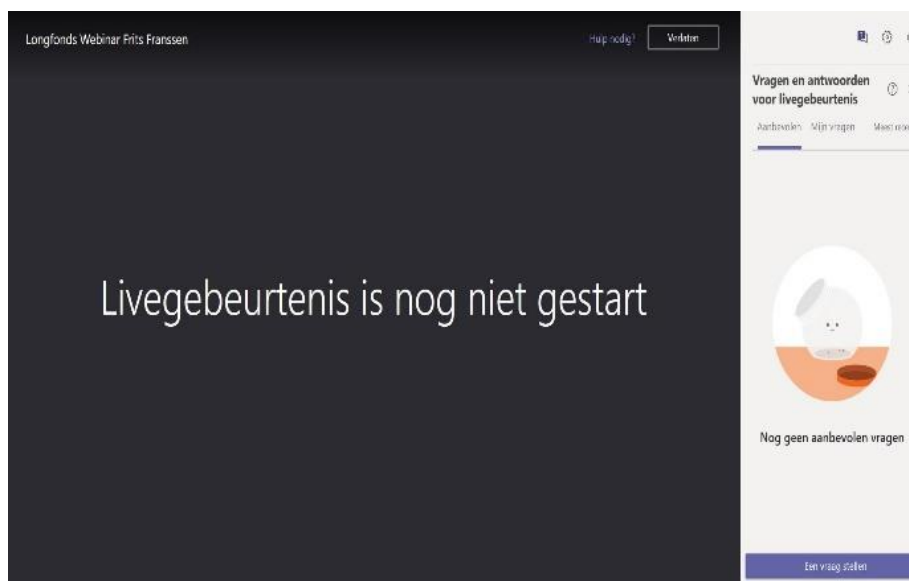 Longfonds Webinar Frits Franssen
Hulp nodig?
Verlaten
Vragen en antwoorden
voor livegebeurtenis
Aanbevolen Mijn vragen Meest
Livegebeurtenis is nog niet gestart
Nog geen aanbevolen vragen
Een vraag stellen